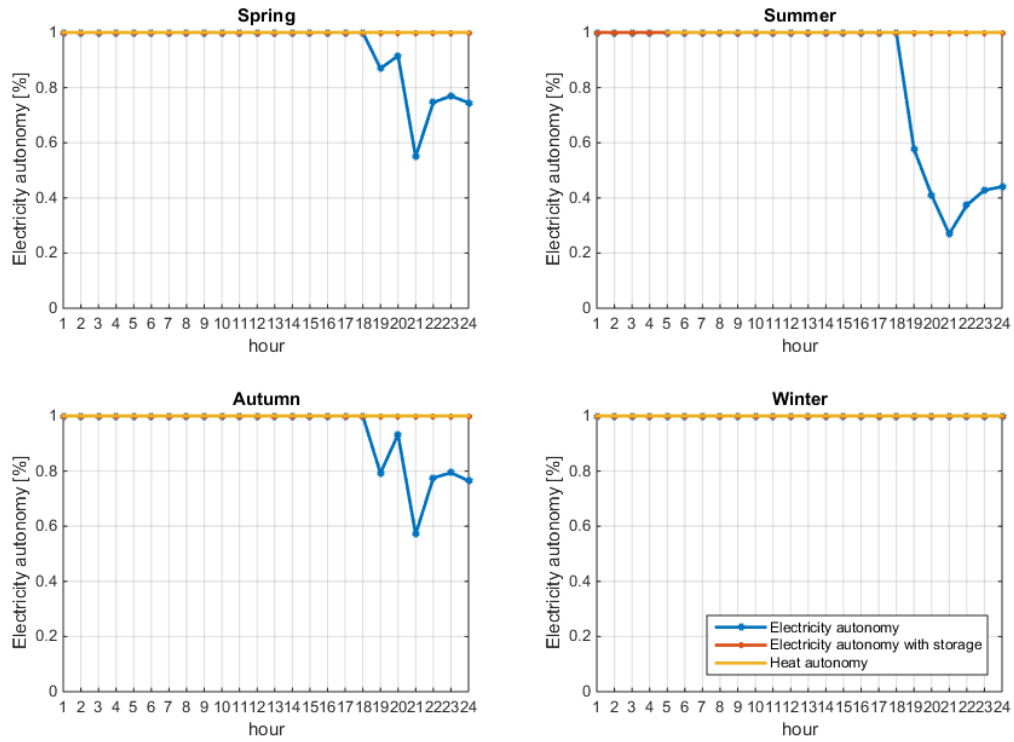 Spring
Electricity autonomy [%]
1
0.8
0.6
0.4
0.2
0
1 2 3 4 5 6 7 8 9 10 11 12 13 14 15 16 17 18 19 20 21 22 23 24
hour
Summer
Electricity autonomy [%]
1
0.8
0.6
0.4
0.2
0
1 2 3 4 5 6 7 8 9 10 11 12 13 14 15 16 17 18 19 20 21 22 23 24
hour
Autumn
Electricity autonomy [%]
1
0.8
0.6
0.4
0.2
0
1 2 3 4 5 6 7 8 9 10 11 12 13 14 15 16 17 18 19 20 21 22 23 24
hour
Winter
Electricity autonomy [%]
1
0.8
0.6
0.4
0.2
0
Electricity autonomy
Electricity autonomy with storage
Heat autonomy
1 2 3 4 5 6 7 8 9 10 11 12 13 14 15 16 17 18 19 20 21 22 23 24
hour